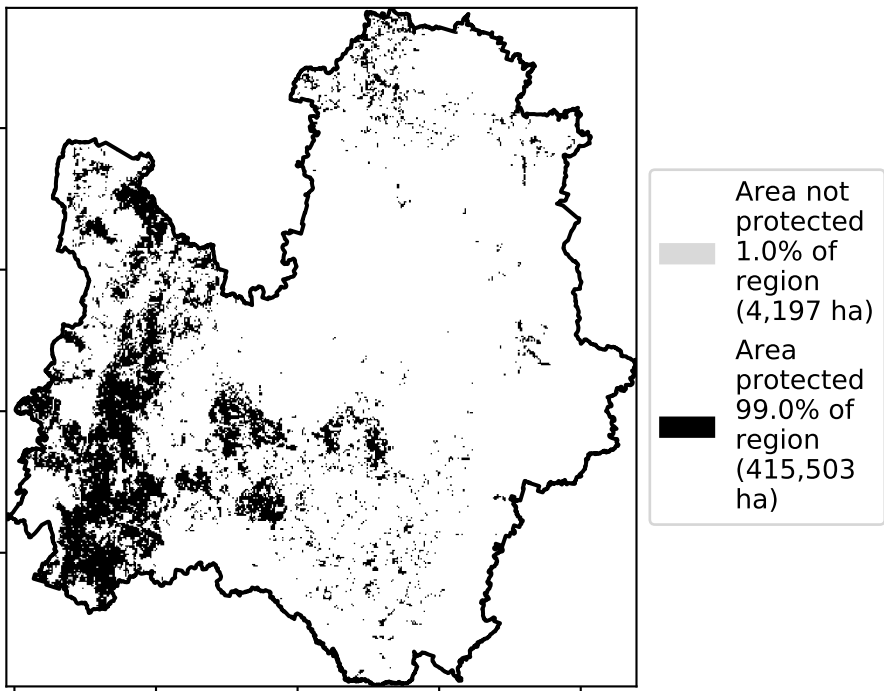 Area not
protected
1.0% of
region
(4,197 ha)
Area
protected
99.0% of
region
(415,503
ha)